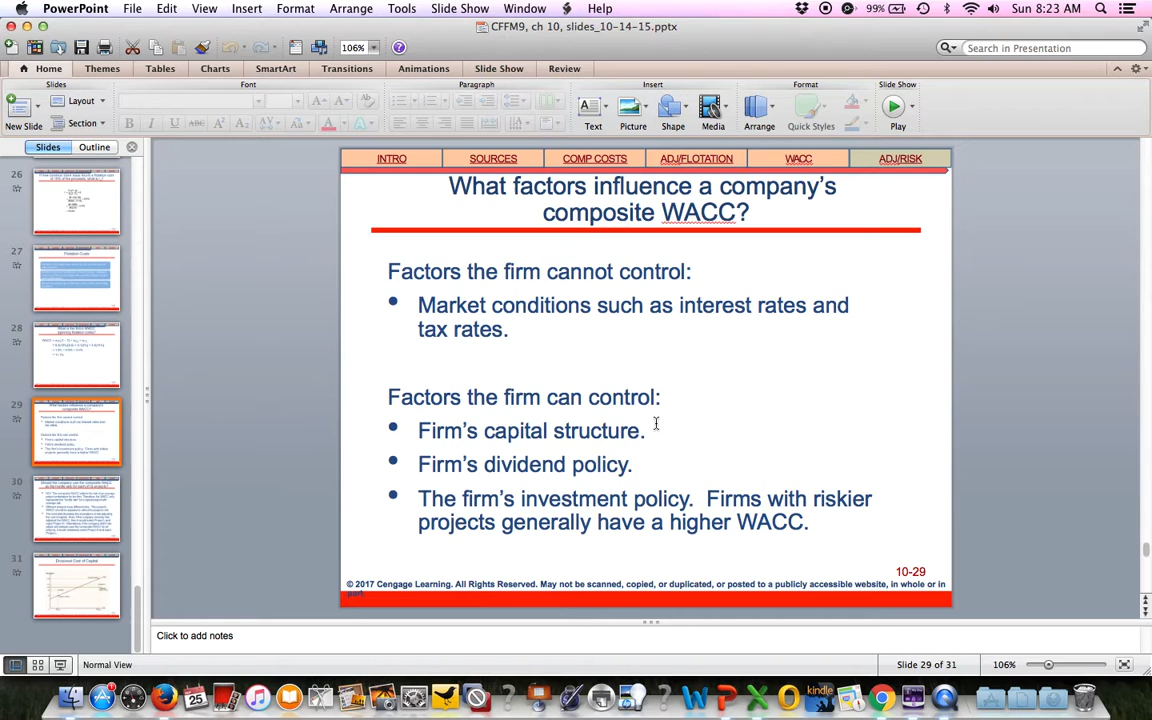 PowerPoint File Edit View Insert Format Arrange Tools Slide Show Window Help 99% Sun 8:23 AM
CFFM9, ch 10, slides_10-14-15.pptx
106% Search in Presentation
Home Themes Tables Charts SmartArt Transitions Animations Slide Show Review
Slides Font Paragraph Insert Format Slide Show
New Slide Layout Section Text Picture Shape Media Arrange Quick Styles Play
B I U ABC A A Aa A A
Slides Outline
26
27
28
29
30
31
INTRO SOURCES COMP COSTS ADJ/FLOTATION WACC ADJ/RISK
What factors influence a company's
composite WACC?
Factors the firm cannot control:
• Market conditions such as interest rates and
tax rates.
Factors the firm can control:
• Firm's capital structure.
• Firm's dividend policy.
• The firm's investment policy. Firms with riskier
projects generally have a higher WACC.
10-29
© 2017 Cengage Learning. All Rights Reserved. May not be scanned, copied, or duplicated, or posted to a publicly accessible website, in whole or in
part.
Click to add notes
Normal View Slide 29 of 31 106%
25 kindle